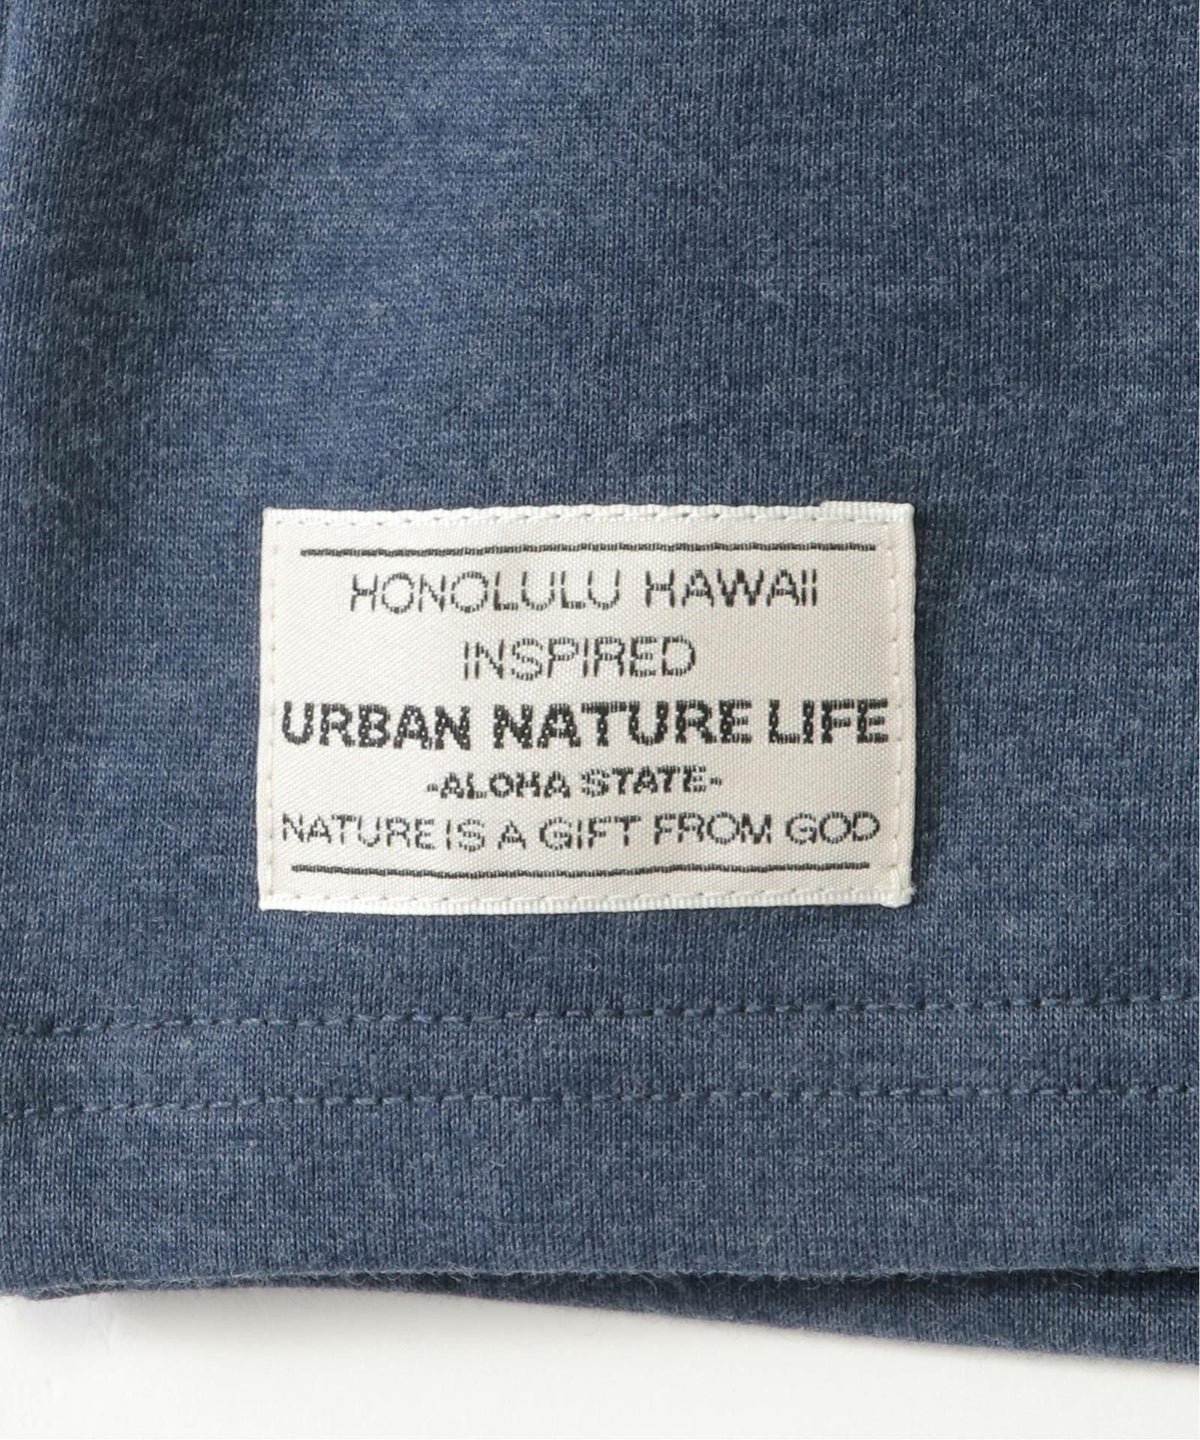 HONOLULU HAWAII
INSPIRED
URBAN NATURE LIFE
-ALOHA STATE-
NATURE IS A GIFT FROM GOD